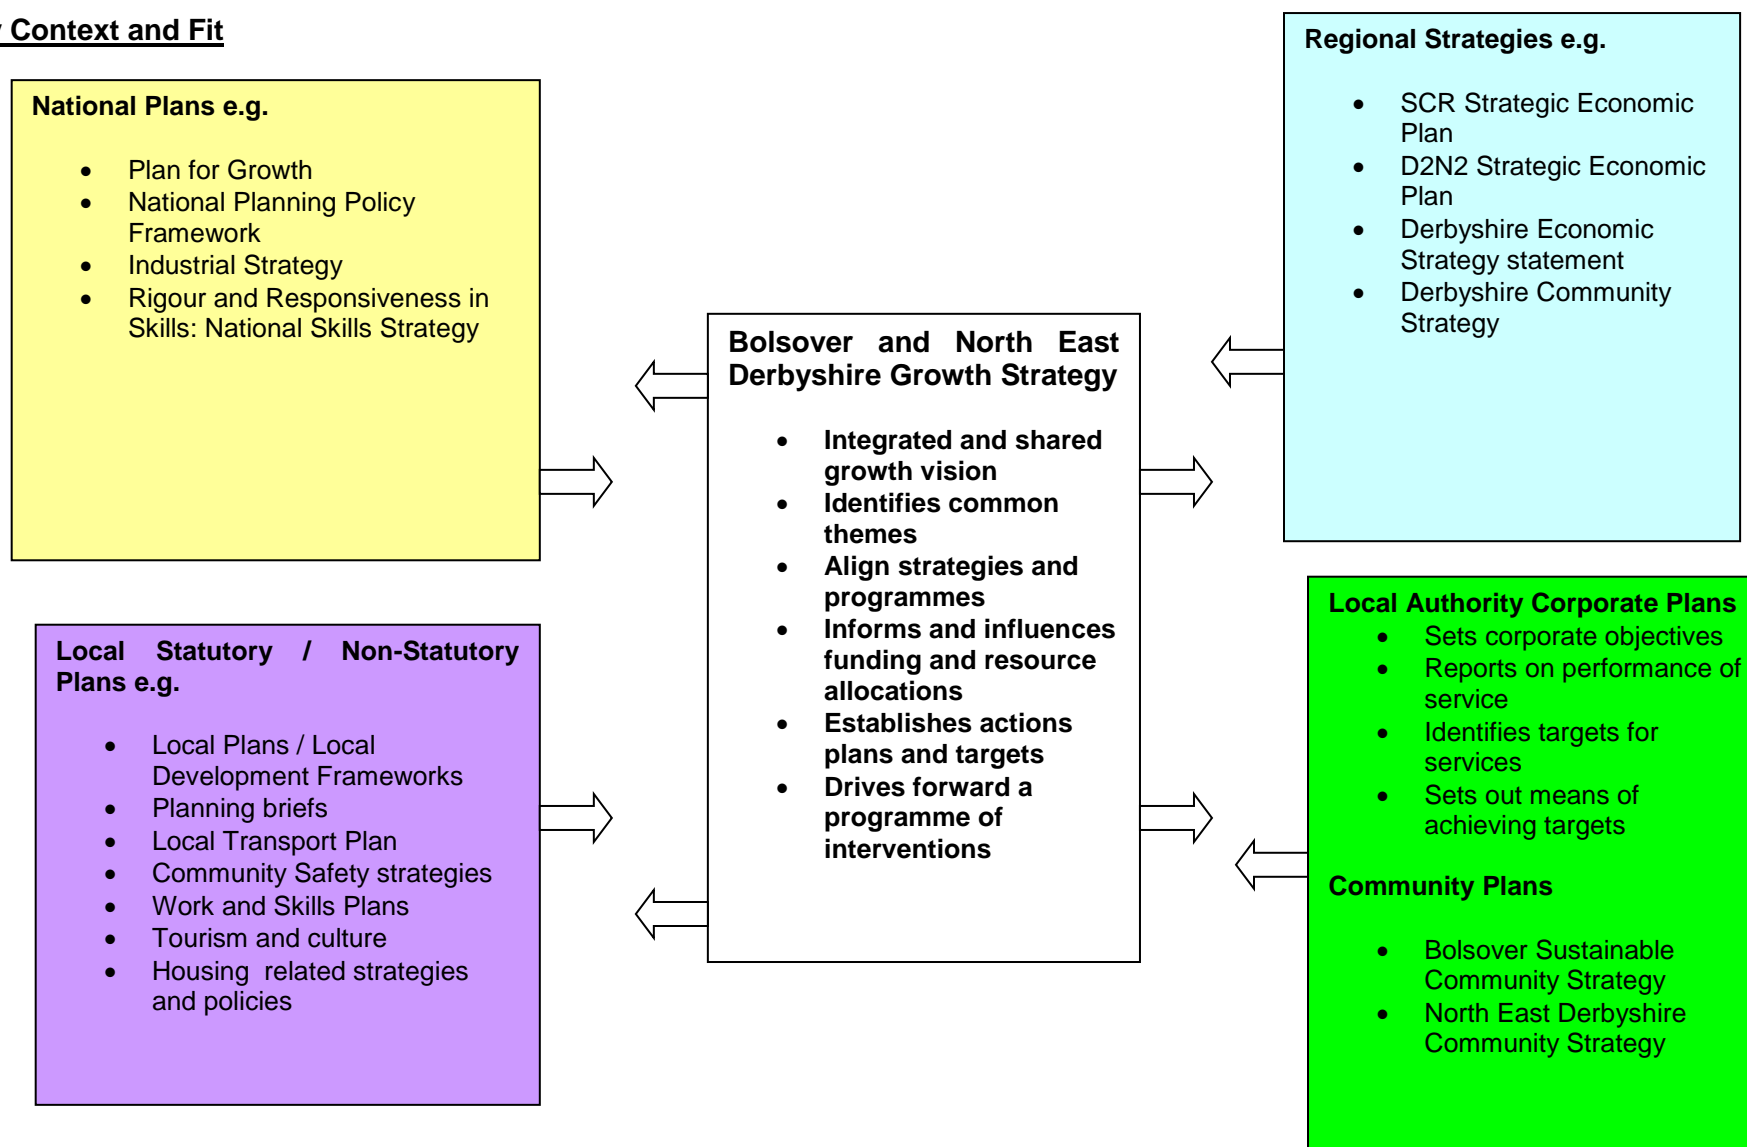 Context and Fit
National Plans e.g.
• Plan for Growth
• National Planning Policy
Framework
• Industrial Strategy
• Rigour and Responsiveness in
Skills: National Skills Strategy
Regional Strategies e.g.
• SCR Strategic Economic
Plan
• D2N2 Strategic Economic
Plan
• Derbyshire Economic
Strategy statement
• Derbyshire Community
Strategy
Bolsover and North East
Derbyshire Growth Strategy
• Integrated and shared
growth vision
• Identifies common
themes
• Align strategies and
programmes
• Informs and influences
funding and resource
allocations
• Establishes actions
plans and targets
• Drives forward a
programme of
interventions
Local Statutory / Non-Statutory
Plans e.g.
• Local Plans / Local
Development Frameworks
• Planning briefs
• Local Transport Plan
• Community Safety strategies
• Work and Skills Plans
• Tourism and culture
• Housing related strategies
and policies
Local Authority Corporate Plans
• Sets corporate objectives
• Reports on performance of
service
• Identifies targets for
services
• Sets out means of
achieving targets
Community Plans
• Bolsover Sustainable
Community Strategy
• North East Derbyshire
Community Strategy